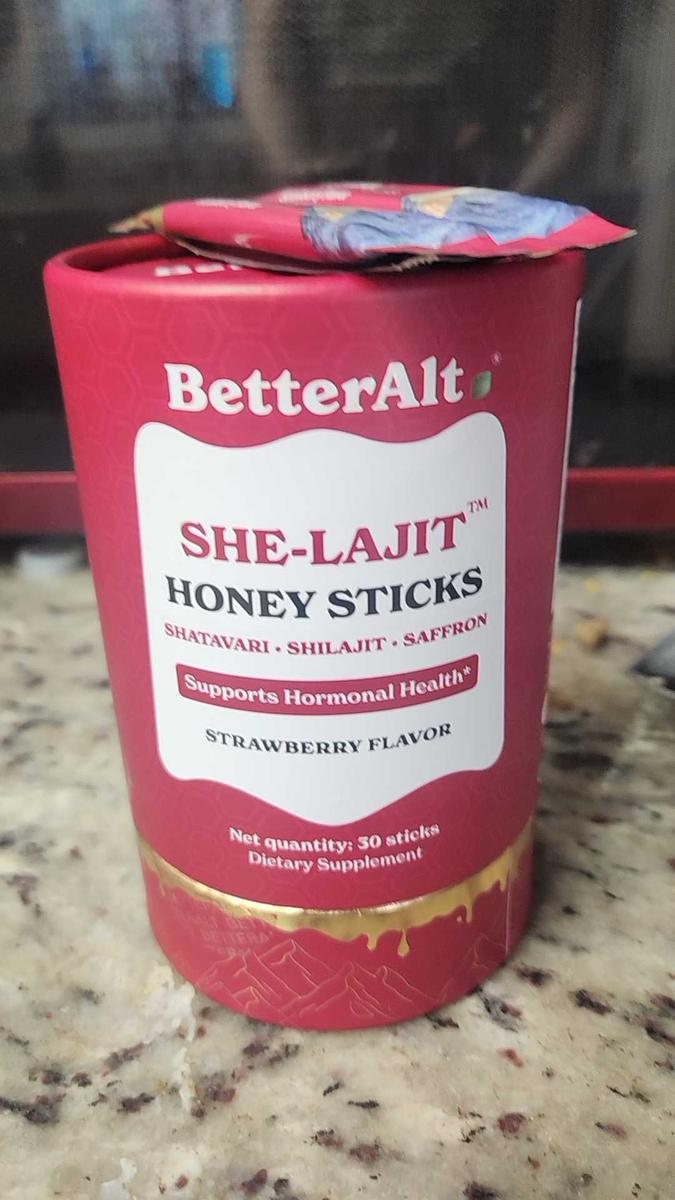 BetterAlt®
SHE-LAJIT™
HONEY STICKS
SHATAVARI • SHILAJIT • SAFFRON
Supports Hormonal Health*
STRAWBERRY FLAVOR
Net quantity: 30 sticks
Dietary Supplement